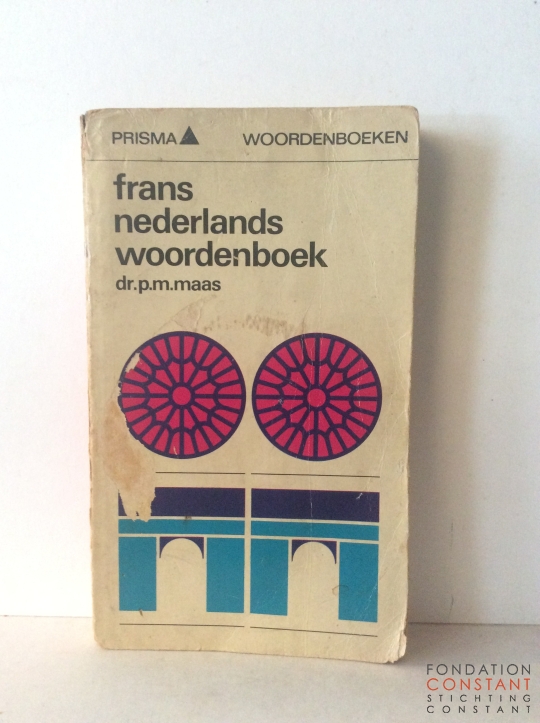 PRISMA WOORDENBOEKEN
frans
nederlands
woordenboek
dr.p.m.maas
FONDATION
CONSTANT
STICHTING
CONSTANT